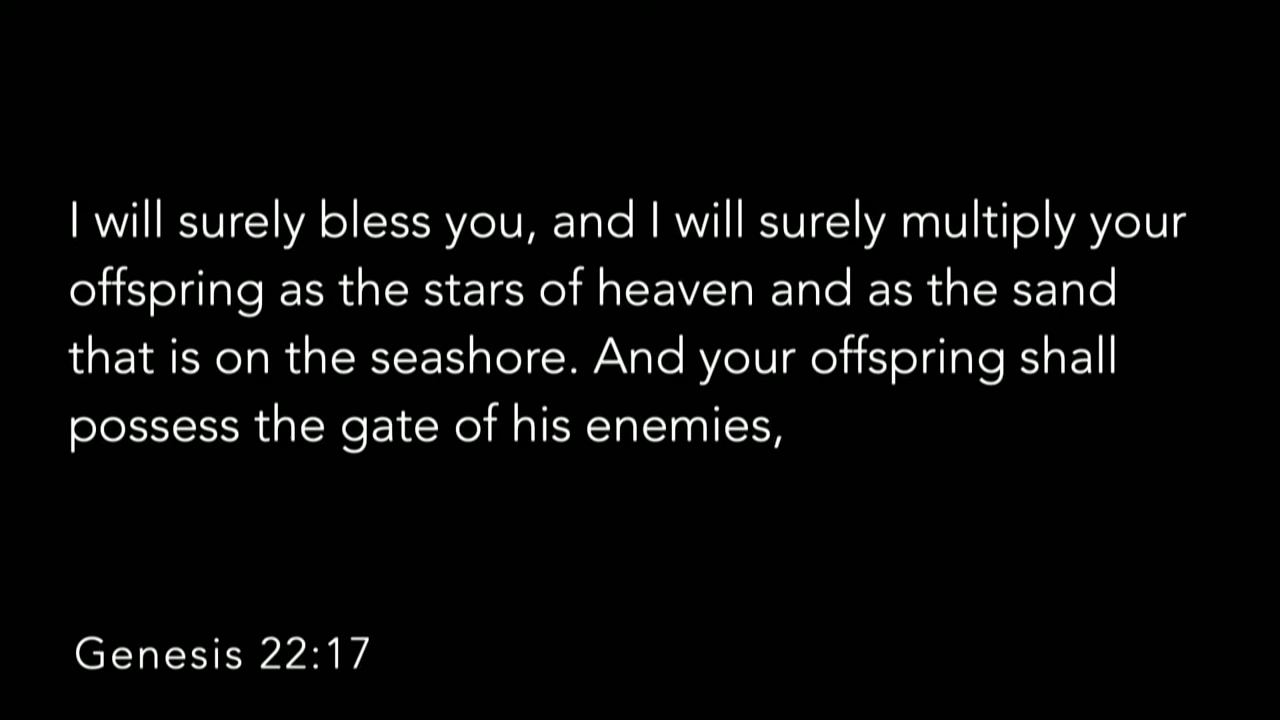 I will surely bless you, and I will surely multiply your
offspring as the stars of heaven and as the sand
that is on the seashore. And your offspring shall
possess the gate of his enemies,
Genesis 22:17